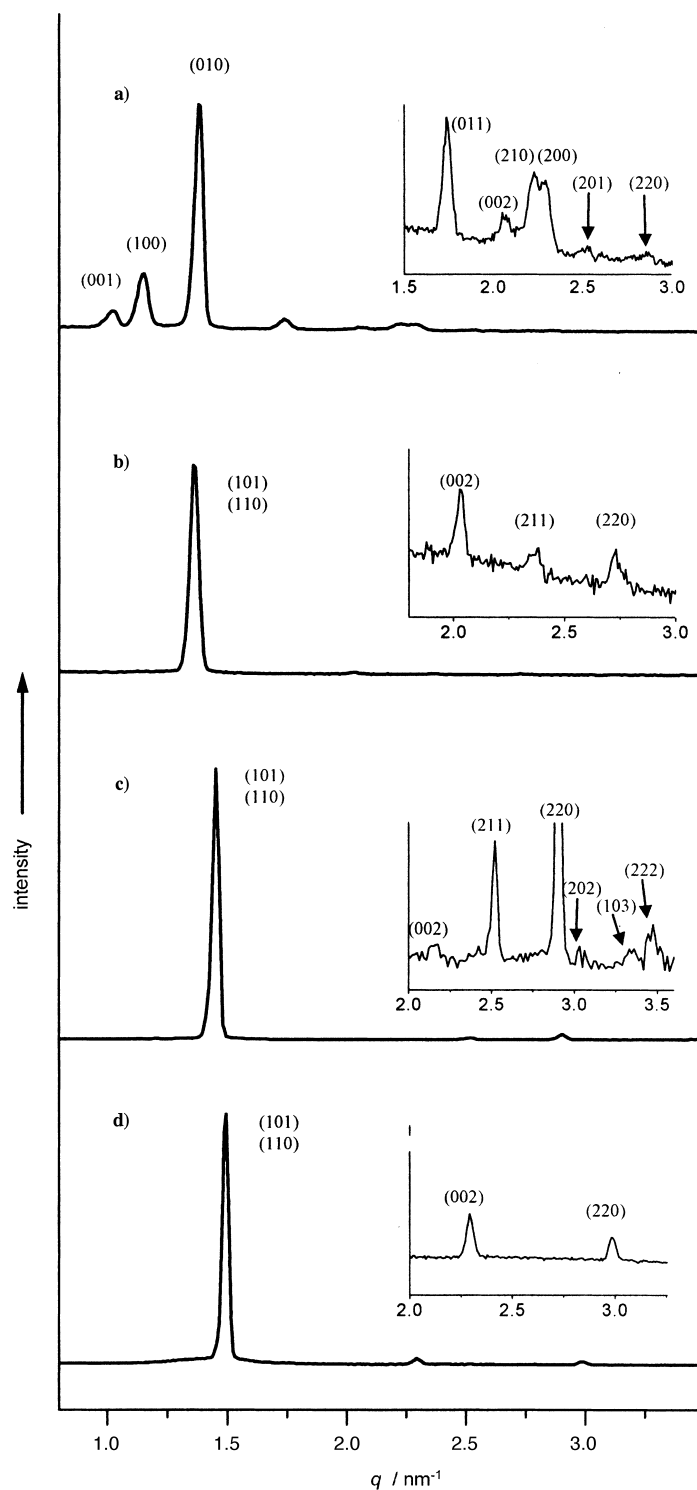 a)
(010)
(100)
(001)
(011)
(210) (200)
(002)
(201)
(220)
1.5 2.0 2.5 3.0
b)
(101)
(110)
(002)
(211)
(220)
2.0 2.5 3.0
c)
(101)
(110)
(220)
(211)
(222)
(202)
(103)
(002)
2.0 2.5 3.0 3.5
d)
(101)
(110)
(002)
(220)
2.0 2.5 3.0
intensity
1.0 1.5 2.0 2.5 3.0
q / nm-1